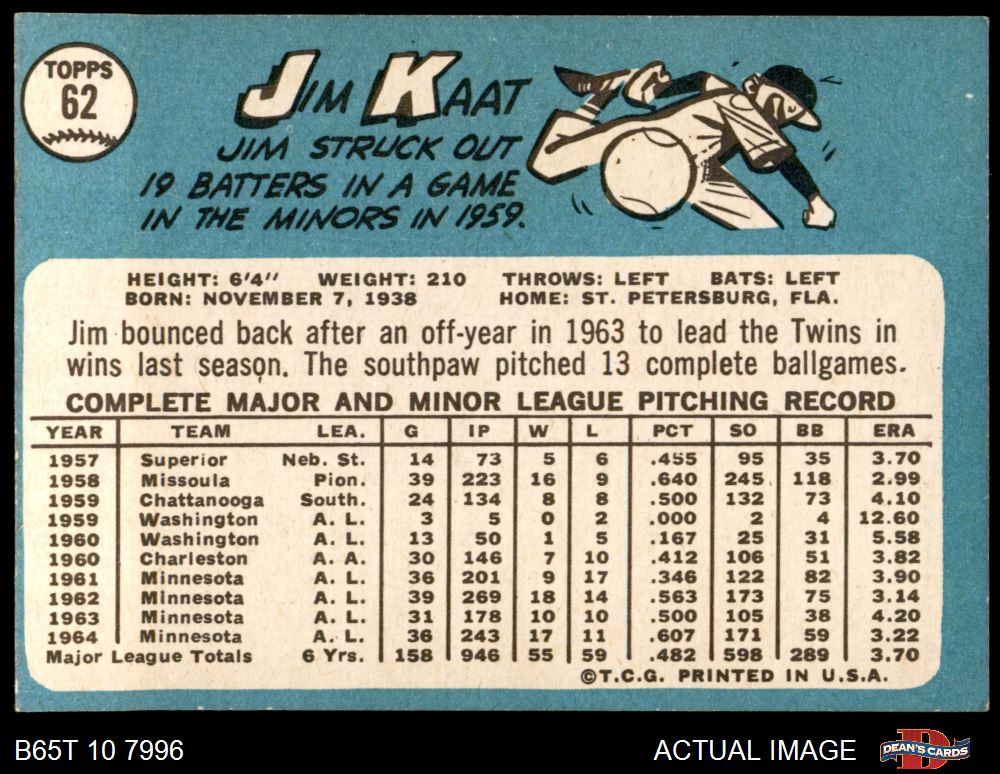 TOPPS
62
JIM KAAT
JIM STRUCK OUT
19 BATTERS IN A GAME
IN THE MINORS IN 1959.
HEIGHT: 6'4" WEIGHT: 210 THROWS: LEFT BATS: LEFT
BORN: NOVEMBER 7, 1938 HOME: ST. PETERSBURG, FLA.
Jim bounced back after an off-year in 1963 to lead the Twins in
wins last season. The southpaw pitched 13 complete ballgames.
COMPLETE MAJOR AND MINOR LEAGUE PITCHING RECORD
YEAR TEAM LEA. G IP W L PCT SO BB ERA
1957 Superior Neb. St. 14 73 5 6 .455 95 35 3.70
1958 Missoula Pion. 39 223 16 9 .640 245 118 2.99
1959 Chattanooga South. 24 134 8 8 .500 132 73 4.10
1959 Washington A. L. 3 5 0 2 .000 2 4 12.60
1960 Washington A. L. 13 50 1 5 .167 25 31 5.58
1960 Charleston A. A. 30 146 7 10 .412 106 51 3.82
1961 Minnesota A. L. 36 201 9 17 .346 122 82 3.90
1962 Minnesota A. L. 39 269 18 14 .563 173 75 3.14
1963 Minnesota A. L. 31 178 10 10 .500 105 38 4.20
1964 Minnesota A. L. 36 243 17 11 .607 171 59 3.22
Major League Totals 6 Yrs. 158 946 55 59 .482 598 289 3.70
©T.C.G. PRINTED IN U.S.A.
B65T 10 7996 ACTUAL IMAGE DEAN'S CARDS